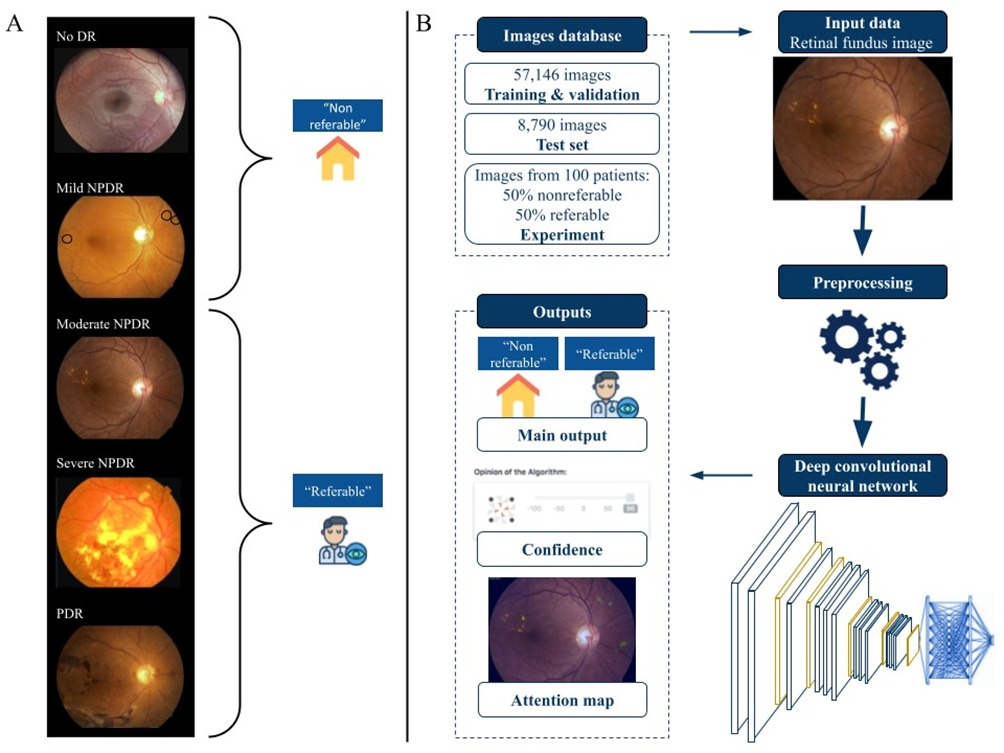 A
No DR
Mild NPDR
Moderate NPDR
Severe NPDR
PDR
“Non
referable”
“Referable”
B
Images database
57,146 images
Training & validation
8,790 images
Test set
Images from 100 patients:
50% nonreferable
50% referable
Experiment
Input data
Retinal fundus image
Preprocessing
Deep convolutional
neural network
Outputs
“Non
referable”
“Referable”
Main output
Opinion of the Algorithm:
-100 -50 0 50 98
Confidence
Attention map